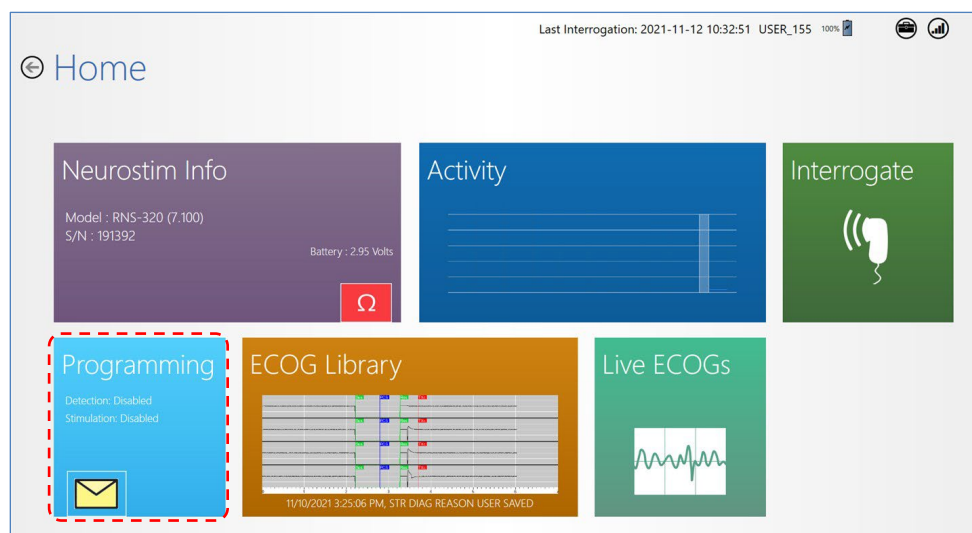 Last Interrogation: 2021-11-12 10:32:51 USER_155 100%
Home
Neurostim Info
Model : RNS-320 (7.100)
S/N : 191392
Battery : 2.95 Volts
Ω
Activity
Interrogate
Programming
Detection: Disabled
Stimulation: Disabled
ECOG Library
11/10/2021 3:25:06 PM, STR DIAG REASON USER SAVED
Live ECOGs